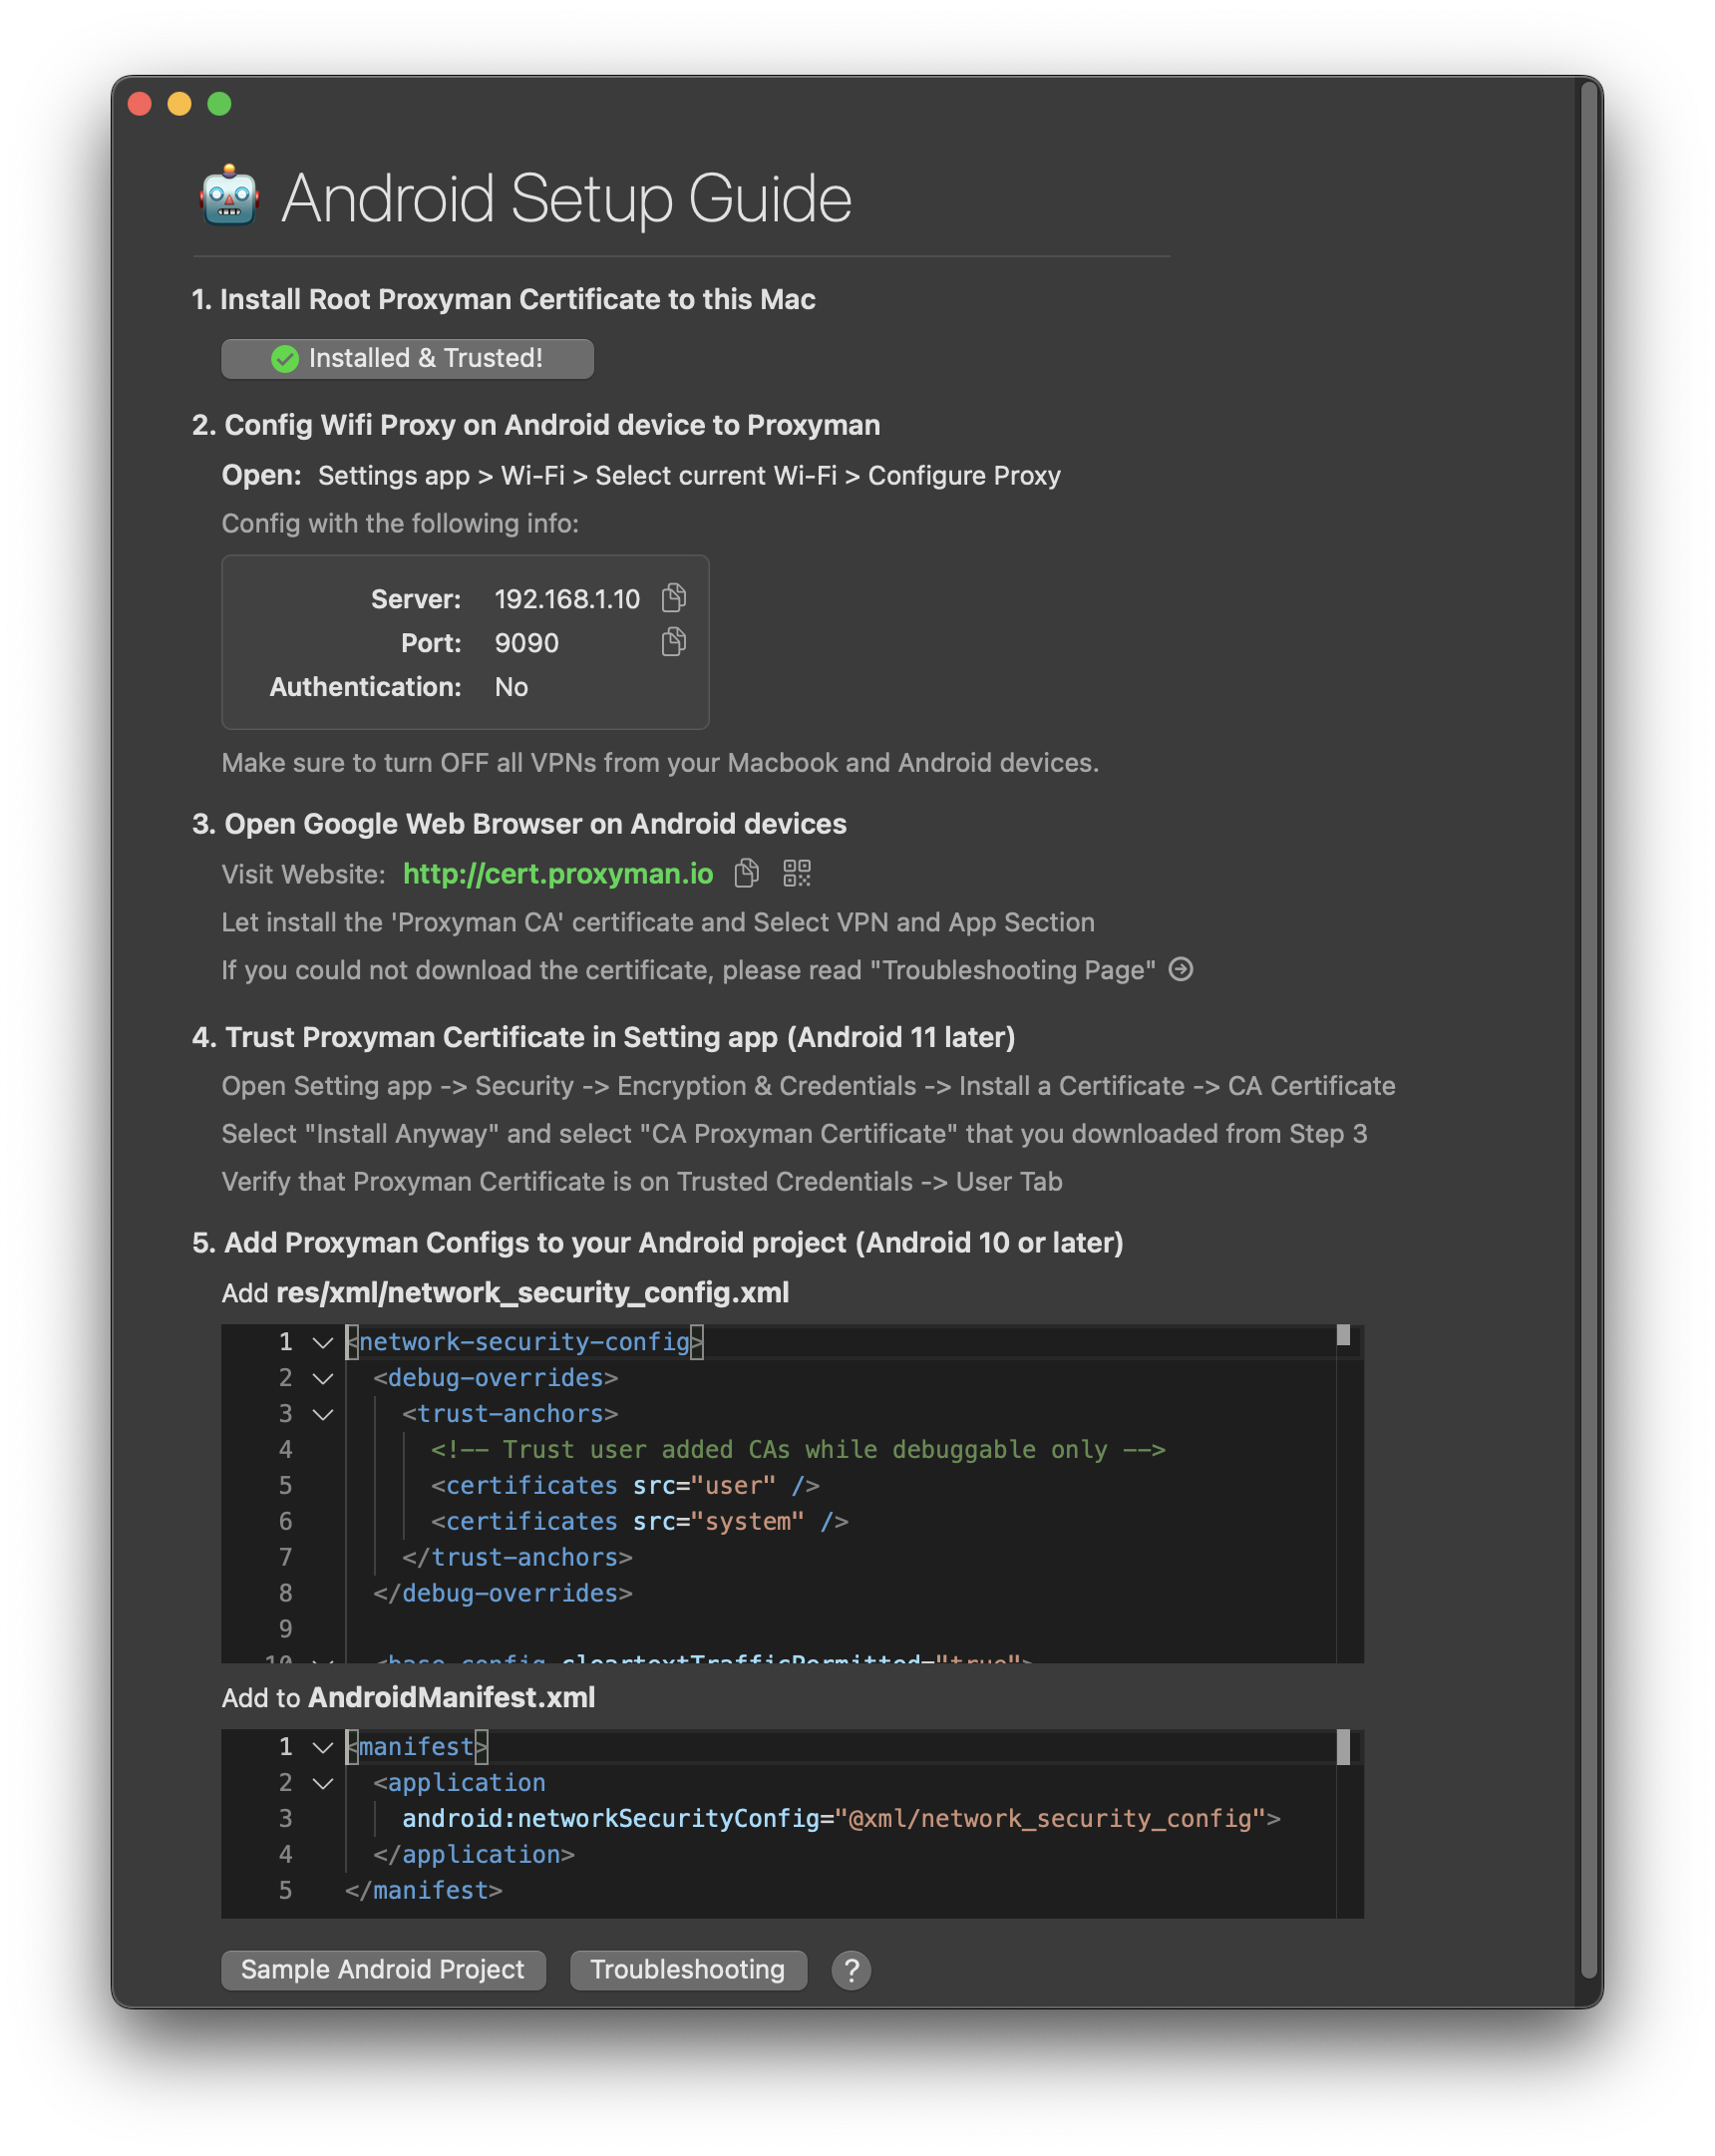 Android Setup Guide
1. Install Root Proxyman Certificate to this Mac
Installed & Trusted!
2. Config Wifi Proxy on Android device to Proxyman
Open: Settings app > Wi-Fi > Select current Wi-Fi > Configure Proxy
Config with the following info:
Server: 192.168.1.10
Port: 9090
Authentication: No
Make sure to turn OFF all VPNs from your Macbook and Android devices.
3. Open Google Web Browser on Android devices
Visit Website: http://cert.proxyman.io
Let install the 'Proxyman CA' certificate and Select VPN and App Section
If you could not download the certificate, please read "Troubleshooting Page"
4. Trust Proxyman Certificate in Setting app (Android 11 later)
Open Setting app -> Security -> Encryption & Credentials -> Install a Certificate -> CA Certificate
Select "Install Anyway" and select "CA Proxyman Certificate" that you downloaded from Step 3
Verify that Proxyman Certificate is on Trusted Credentials -> User Tab
5. Add Proxyman Configs to your Android project (Android 10 or later)
Add res/xml/network_security_config.xml
1 <network-security-config>
2 <debug-overrides>
3 <trust-anchors>
4 <!-- Trust user added CAs while debuggable only -->
5 <certificates src="user" />
6 <certificates src="system" />
7 </trust-anchors>
8 </debug-overrides>
9
10 <base-config cleartextTrafficPermitted="true">
Add to AndroidManifest.xml
1 <manifest>
2 <application
3 android:networkSecurityConfig="@xml/network_security_config">
4 </application>
5 </manifest>
Sample Android Project Troubleshooting ?